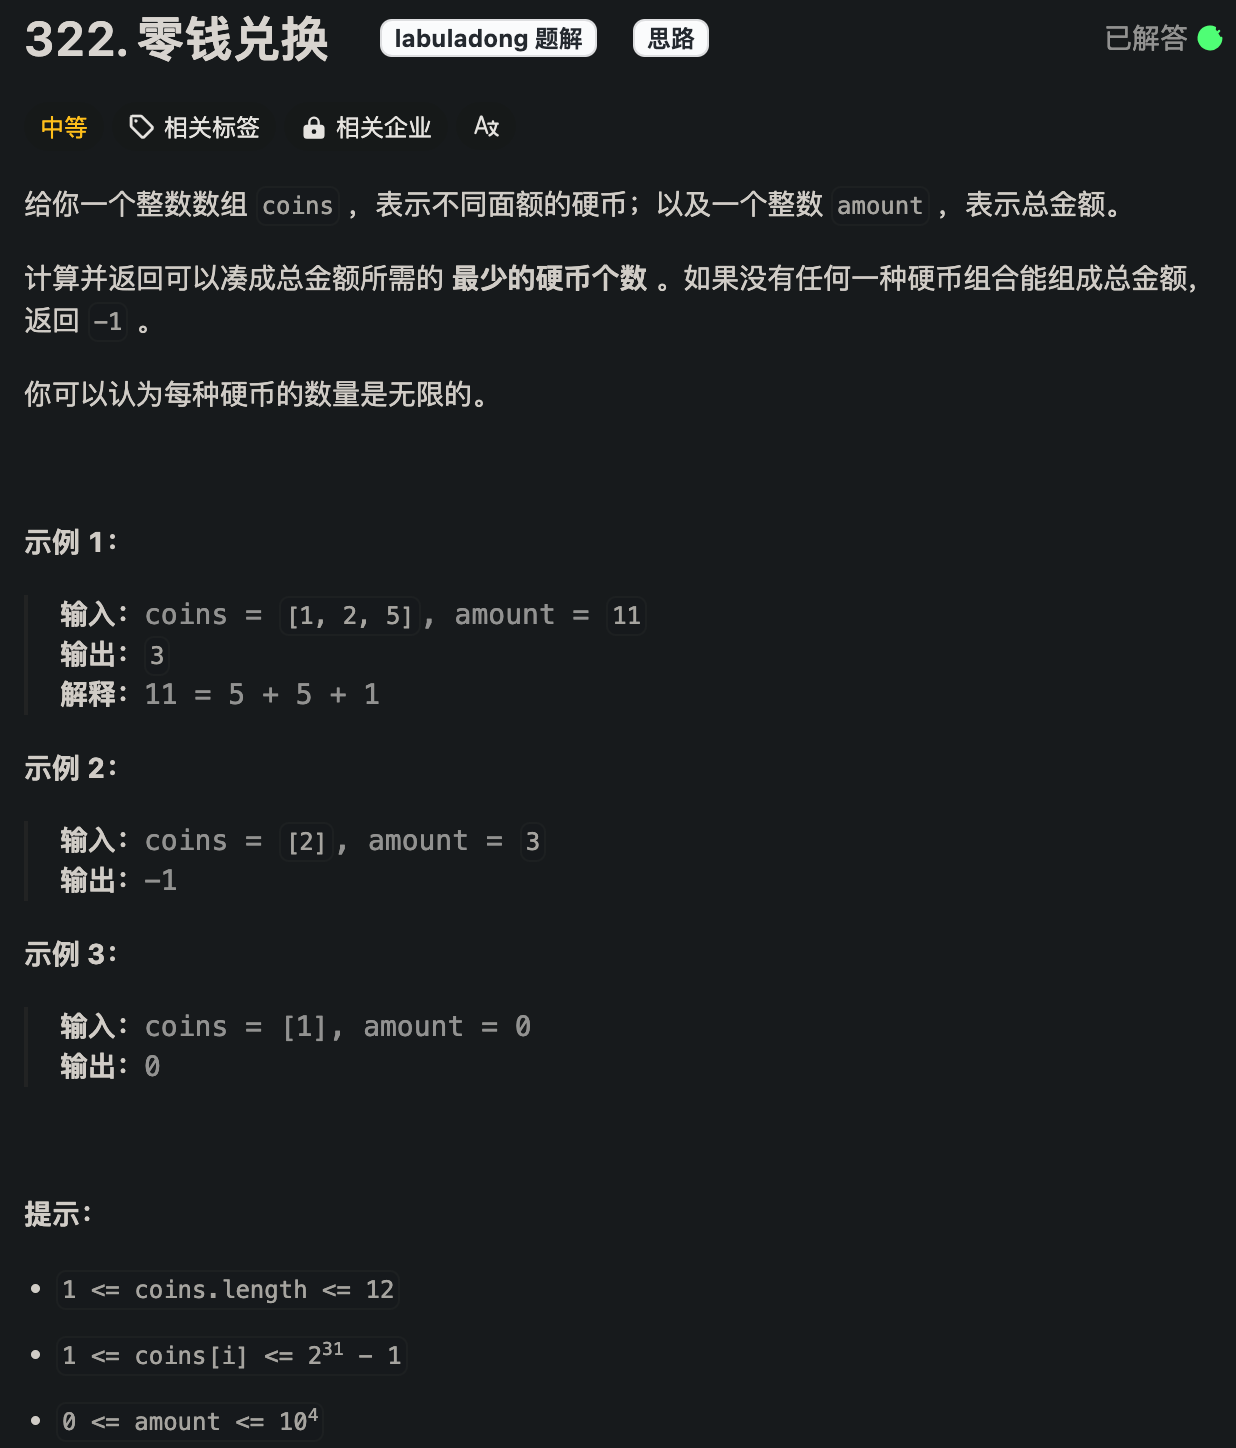 322. 零钱兑换 labuladong 题解 思路 已解答
中等 相关标签 相关企业 A文
给你一个整数数组 coins ，表示不同面额的硬币；以及一个整数 amount ，表示总金额。
计算并返回可以凑成总金额所需的 最少的硬币个数 。如果没有任何一种硬币组合能组成总金额，
返回 -1 。
你可以认为每种硬币的数量是无限的。
示例 1：
输入：coins = [1, 2, 5], amount = 11
输出：3
解释：11 = 5 + 5 + 1
示例 2：
输入：coins = [2], amount = 3
输出：-1
示例 3：
输入：coins = [1], amount = 0
输出：0
提示：
• 1 <= coins.length <= 12
• 1 <= coins[i] <= 2³¹ - 1
• 0 <= amount <= 10⁴